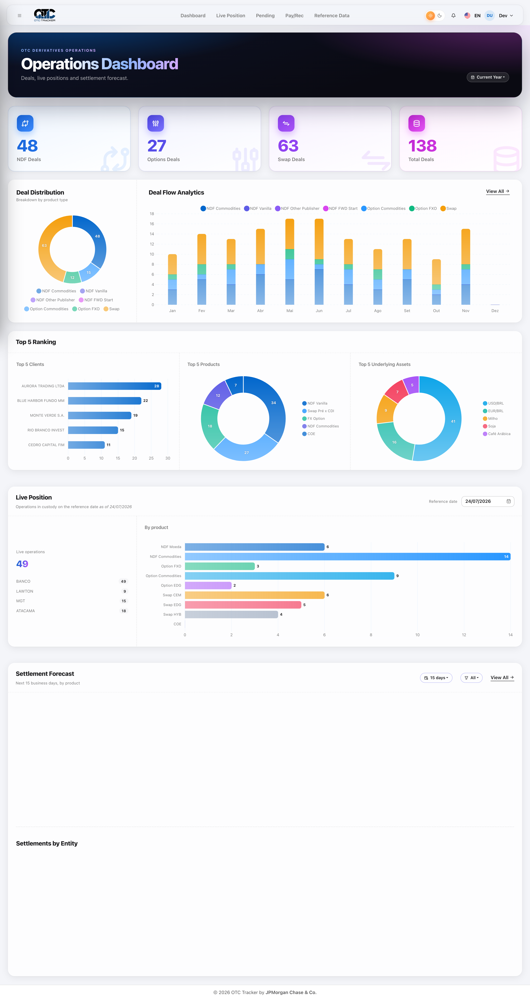 OTC TRACKER
Dashboard Live Position Pending Pay/Rec Reference Data
EN DU Dev
OTC DERIVATIVES OPERATIONS
Operations Dashboard
Deals, live positions and settlement forecast.
Current Year
48
NDF Deals
27
Options Deals
63
Swap Deals
138
Total Deals
Deal Distribution
Breakdown by product type
48
15
12
63
NDF Commodities NDF Vanilla
NDF Other Publisher NDF FWD Start
Option Commodities Option FXO Swap
Deal Flow Analytics
View All
NDF Commodities NDF Vanilla NDF Other Publisher NDF FWD Start Option Commodities Option FXO Swap
18
16
14
12
10
8
6
4
2
0
Jan Fev Mar Abr Mai Jun Jul Ago Set Out Nov Dez
Top 5 Ranking
Top 5 Clients
AURORA TRADING LTDA 28
BLUE HARBOR FUNDO MM 22
MONTE VERDE S.A. 19
RIO BRANCO INVEST 15
CEDRO CAPITAL FIM 11
0 5 10 15 20 25 30
Top 5 Products
34
27
18
12
7
NDF Vanilla
Swap Pré x CDI
FX Option
NDF Commodities
COE
Top 5 Underlying Assets
41
16
9
7
5
USD/BRL
EUR/BRL
Milho
Soja
Café Arábica
Live Position
Operations in custody on the reference date as of 24/07/2026
Reference date 24/07/2026
Live operations
49
BANCO 49
LAWTON 9
MGT 15
ATACAMA 18
By product
NDF Moeda 6
NDF Commodities 14
Option FXO 3
Option Commodities 9
Option EDG 2
Swap CEM 6
Swap EDG 5
Swap HYB 4
COE
0 2 4 6 8 10 12 14
Settlement Forecast
Next 15 business days, by product
15 days All View All
Settlements by Entity
© 2026 OTC Tracker by JPMorgan Chase & Co.